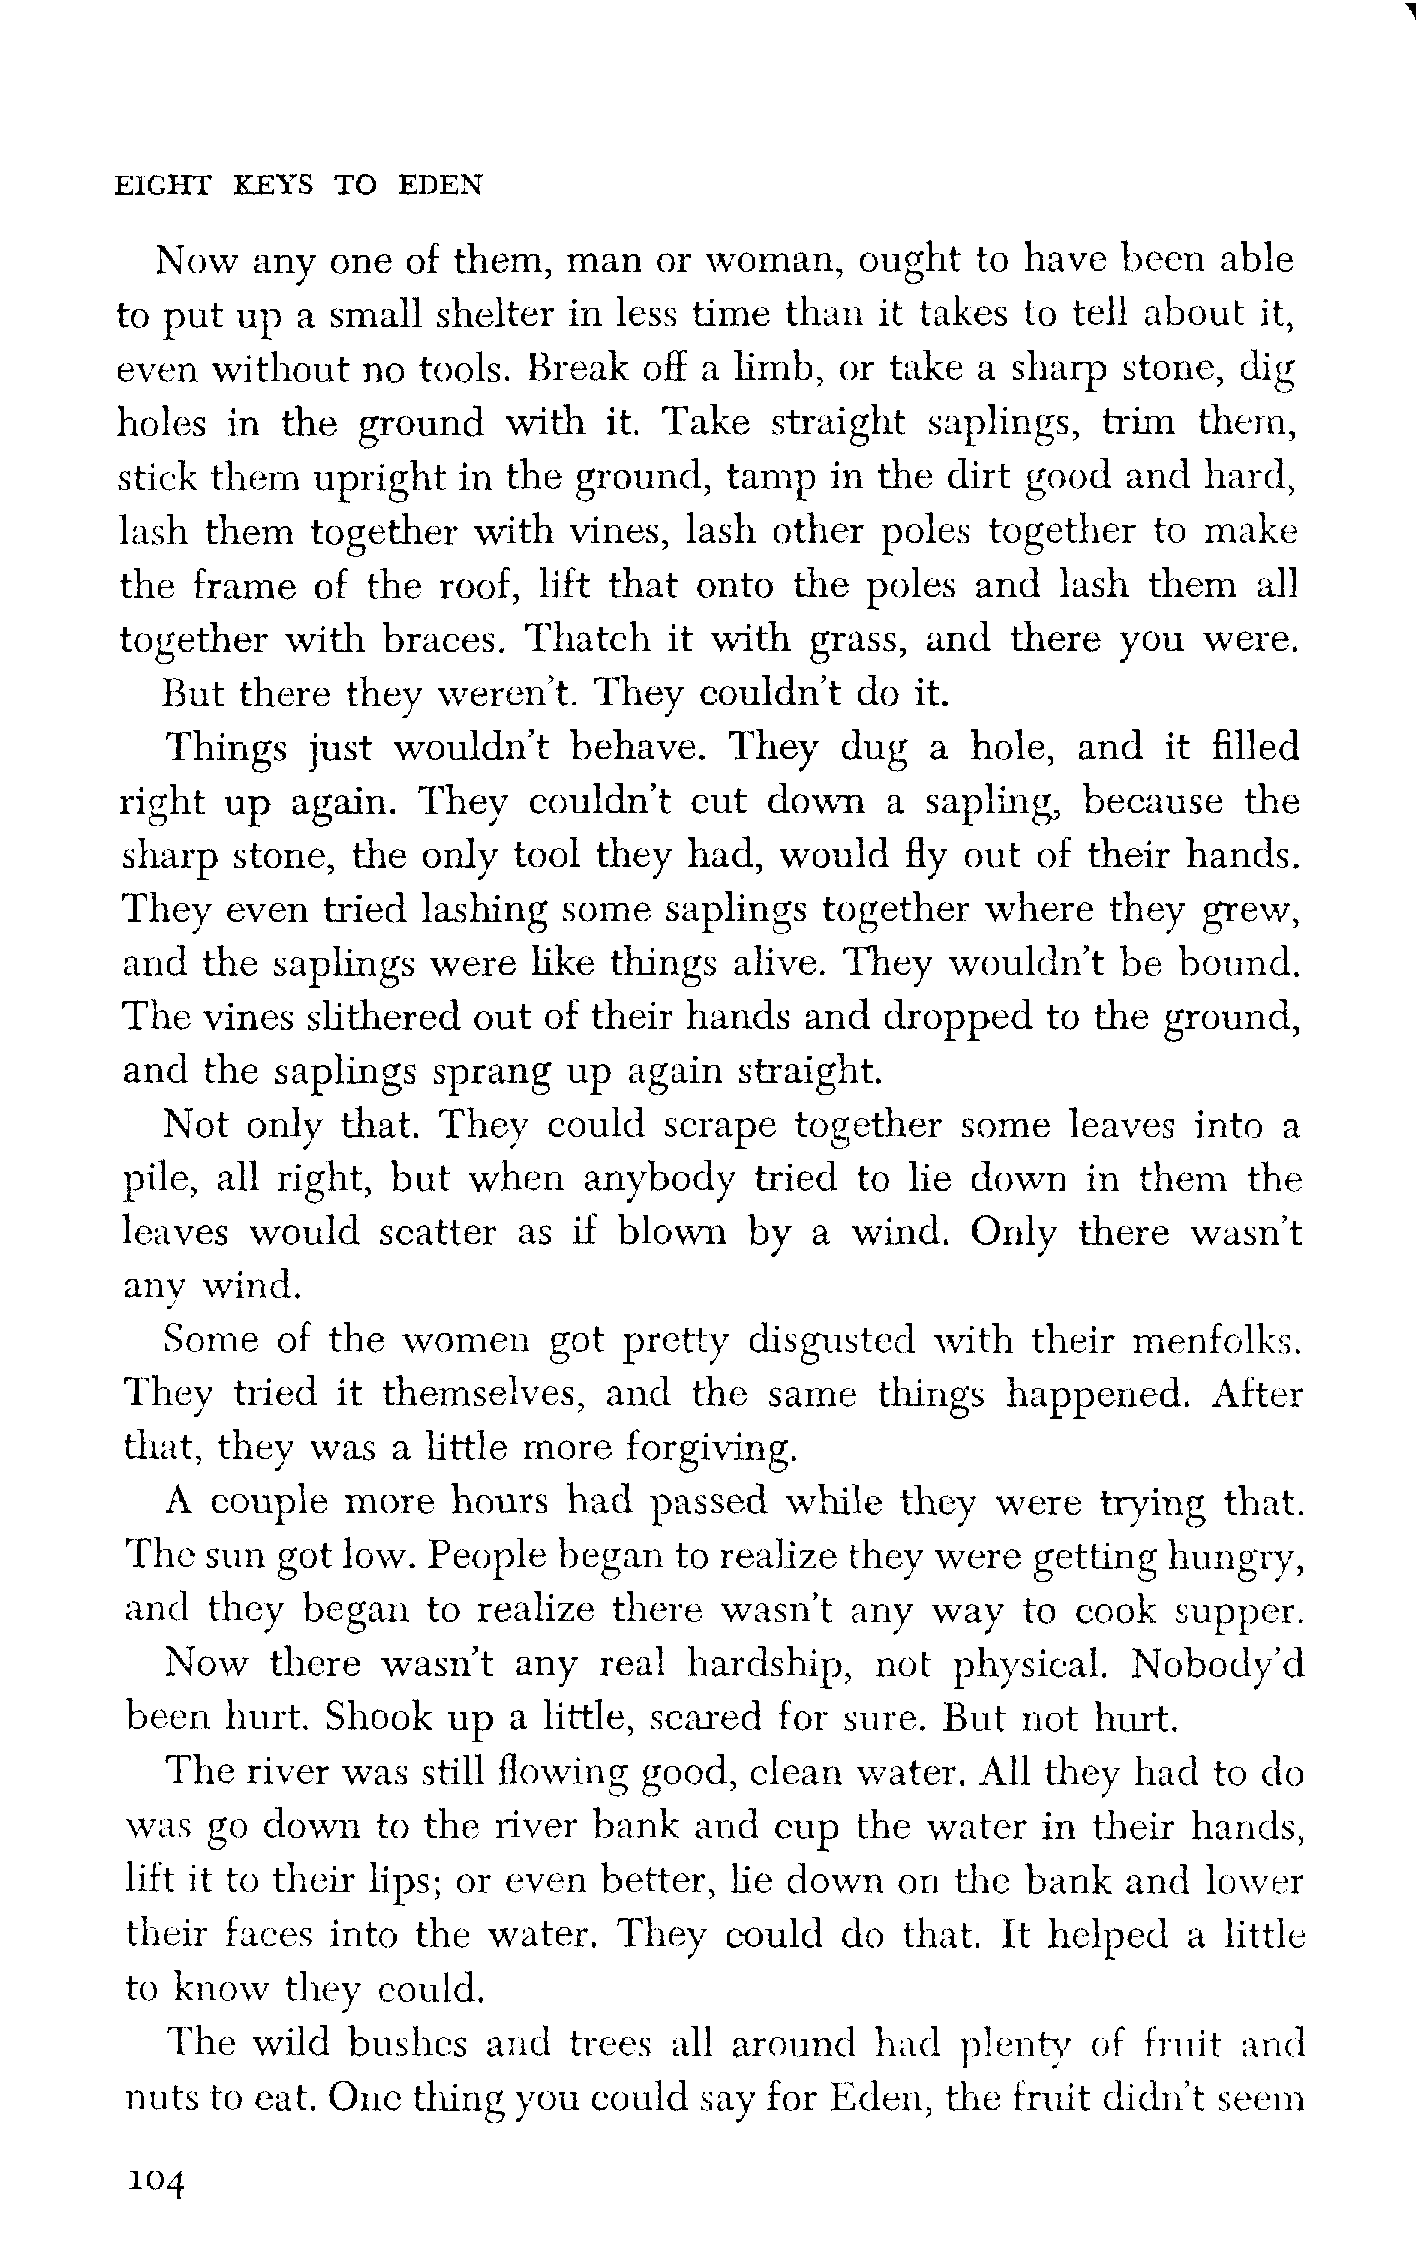 EIGHT KEYS TO EDEN
Now any one of them, man or woman, ought to have been able
to put up a small shelter in less time than it takes to tell about it,
even without no tools. Break off a limb, or take a sharp stone, dig
holes in the ground with it. Take straight saplings, trim them,
stick them upright in the ground, tamp in the dirt good and hard,
lash them together with vines, lash other poles together to make
the frame of the roof, lift that onto the poles and lash them all
together with braces. Thatch it with grass, and there you were.
But there they weren't. They couldn't do it.
Things just wouldn't behave. They dug a hole, and it filled
right up again. They couldn't cut down a sapling, because the
sharp stone, the only tool they had, would fly out of their hands.
They even tried lashing some saplings together where they grew,
and the saplings were like things alive. They wouldn't be bound.
The vines slithered out of their hands and dropped to the ground,
and the saplings sprang up again straight.
Not only that. They could scrape together some leaves into a
pile, all right, but when anybody tried to lie down in them the
leaves would scatter as if blown by a wind. Only there wasn't
any wind.
Some of the women got pretty disgusted with their menfolks.
They tried it themselves, and the same things happened. After
that, they was a little more forgiving.
A couple more hours had passed while they were trying that.
The sun got low. People began to realize they were getting hungry,
and they began to realize there wasn't any way to cook supper.
Now there wasn't any real hardship, not physical. Nobody'd
been hurt. Shook up a little, scared for sure. But not hurt.
The river was still flowing good, clean water. All they had to do
was go down to the river bank and cup the water in their hands,
lift it to their lips; or even better, lie down on the bank and lower
their faces into the water. They could do that. It helped a little
to know they could.
The wild bushes and trees all around had plenty of fruit and
nuts to eat. One thing you could say for Eden, the fruit didn't seem
104